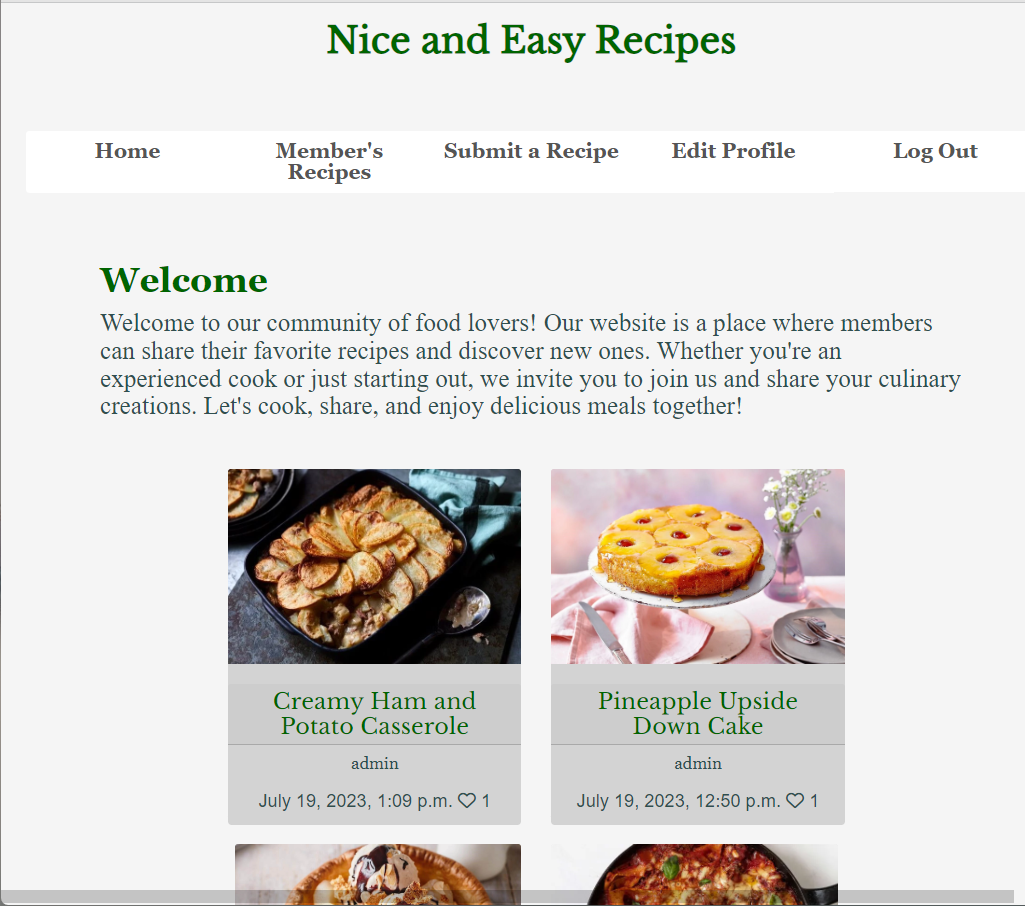 Nice and Easy Recipes
Home
Member's
Recipes
Submit a Recipe
Edit Profile
Log Out
Welcome
Welcome to our community of food lovers! Our website is a place where members
can share their favorite recipes and discover new ones. Whether you're an
experienced cook or just starting out, we invite you to join us and share your culinary
creations. Let's cook, share, and enjoy delicious meals together!
Creamy Ham and
Potato Casserole
admin
July 19, 2023, 1:09 p.m. 1
Pineapple Upside
Down Cake
admin
July 19, 2023, 12:50 p.m. 1